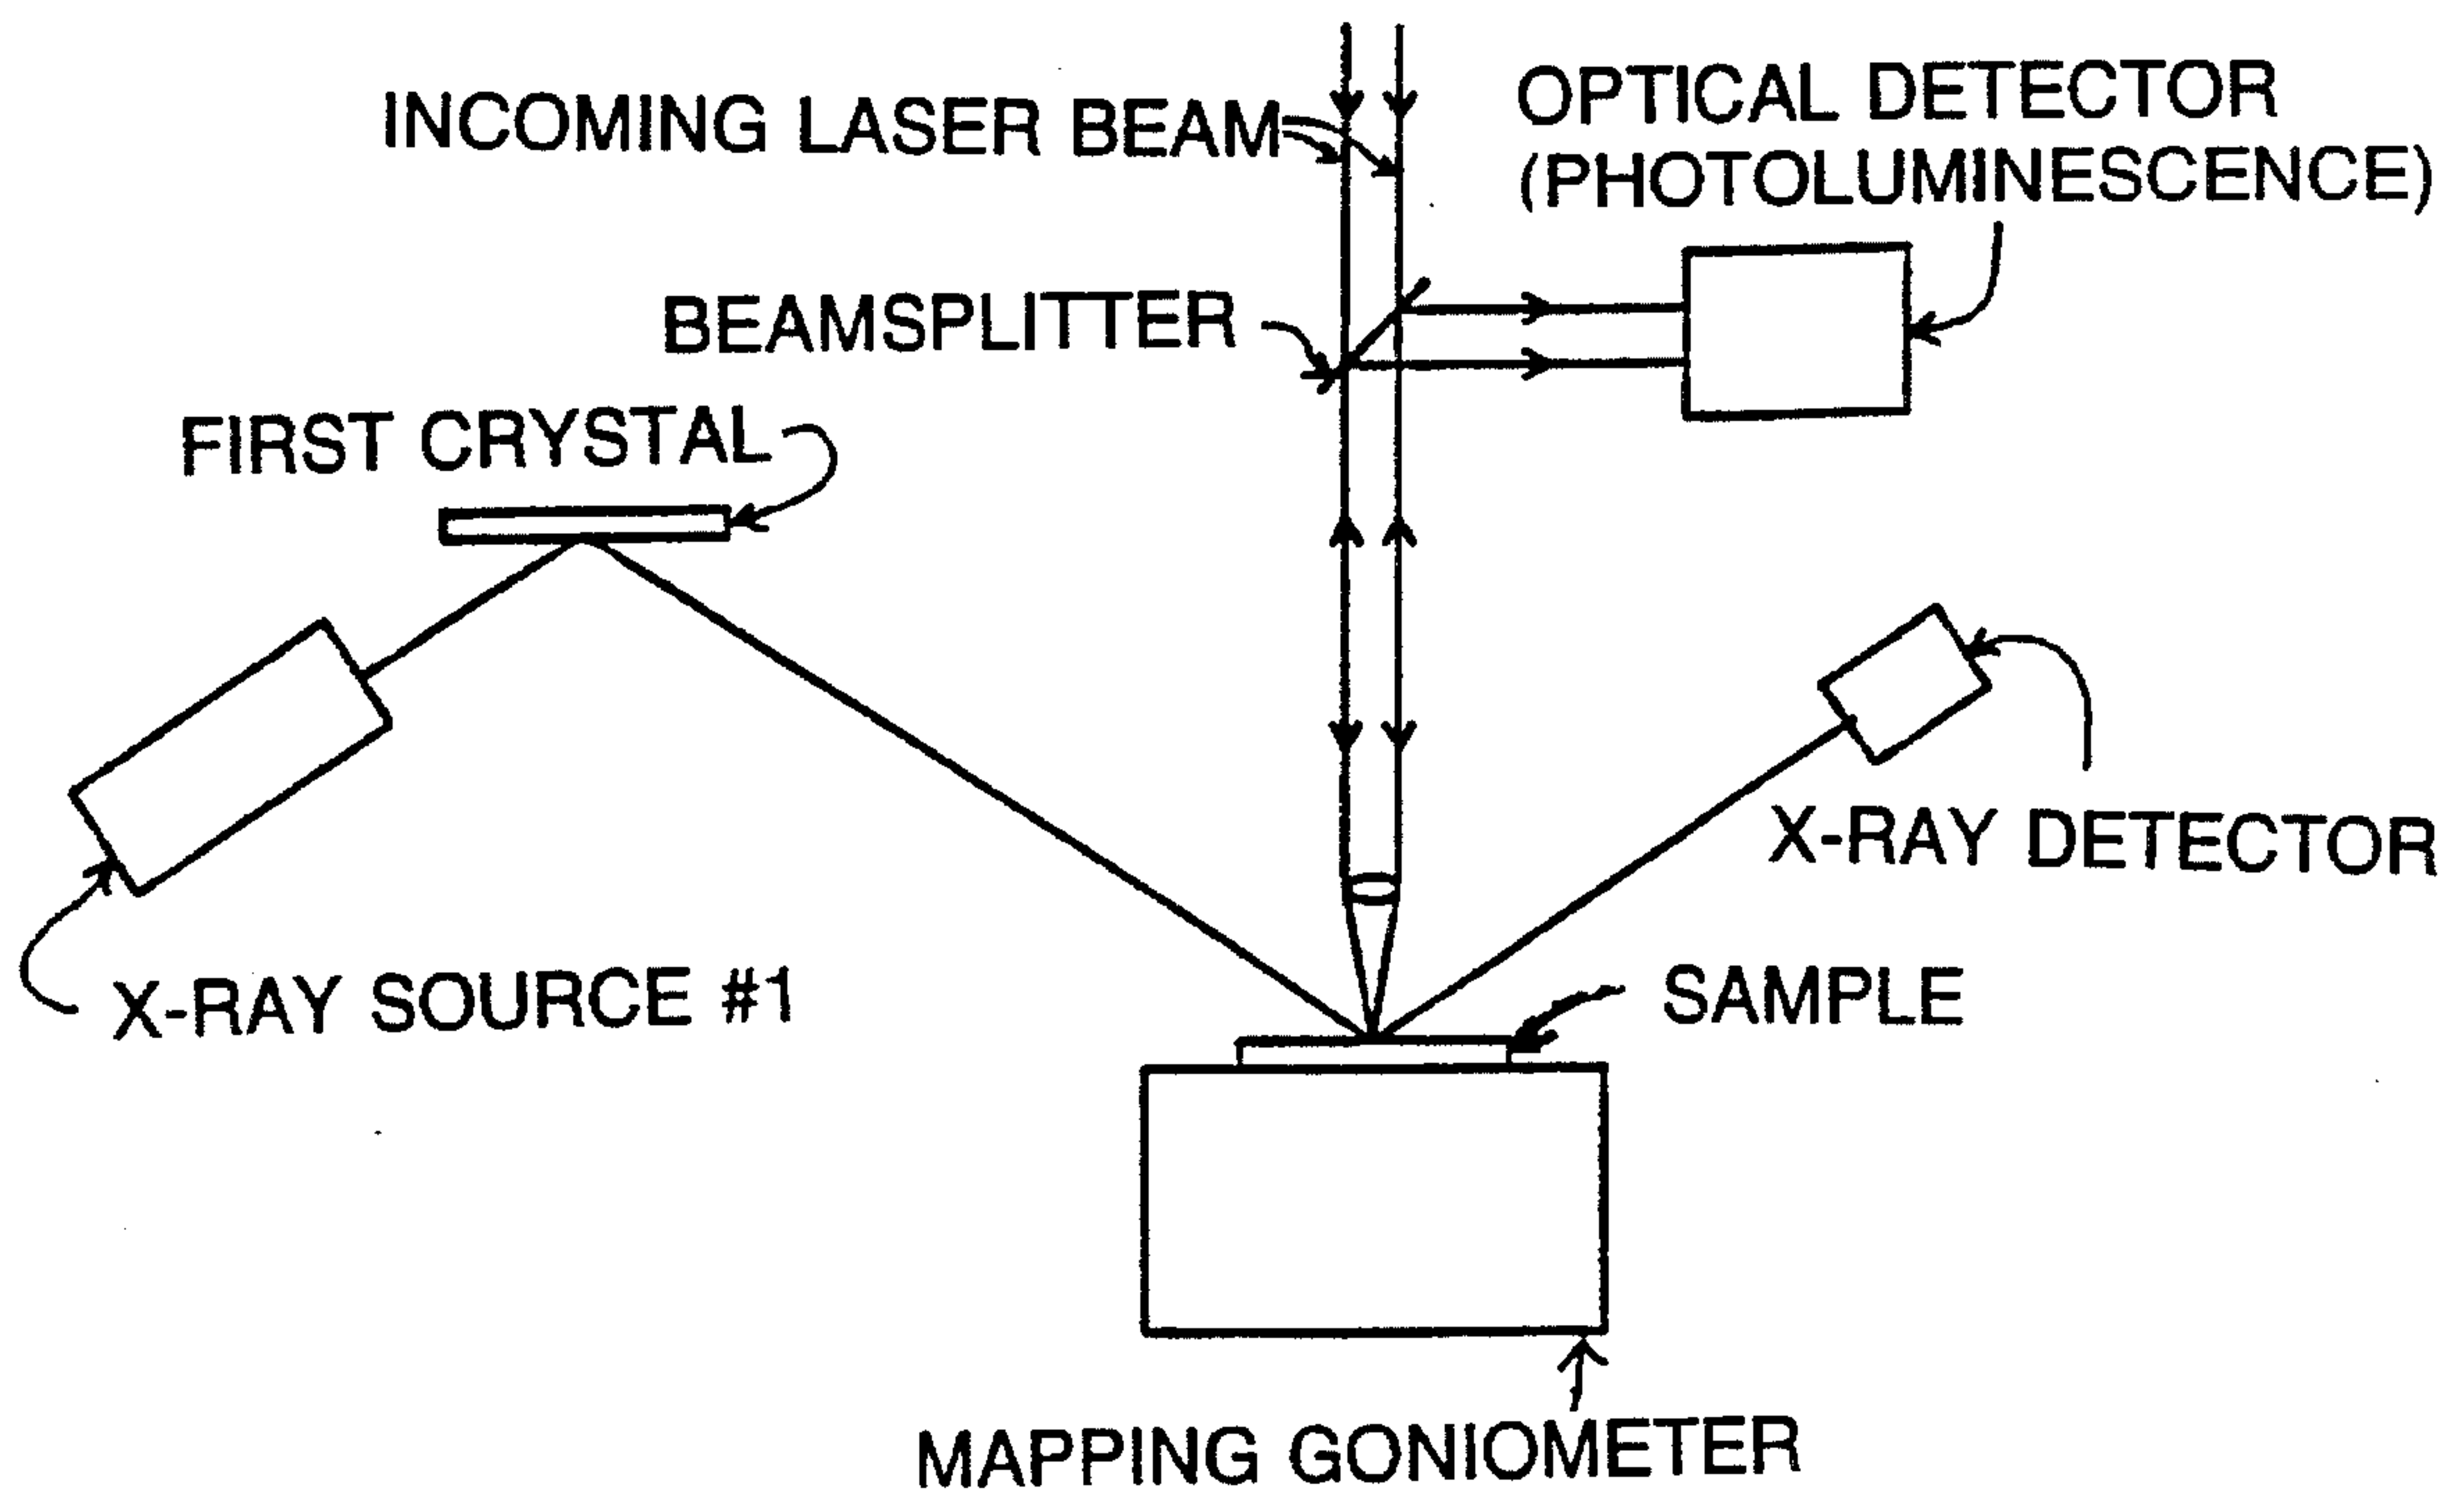 INCOMING LASER BEAM
OPTICAL DETECTOR
(PHOTOLUMINESCENCE)
BEAMSPLITTER
FIRST CRYSTAL
X-RAY DETECTOR
X-RAY SOURCE #1
SAMPLE
MAPPING GONIOMETER